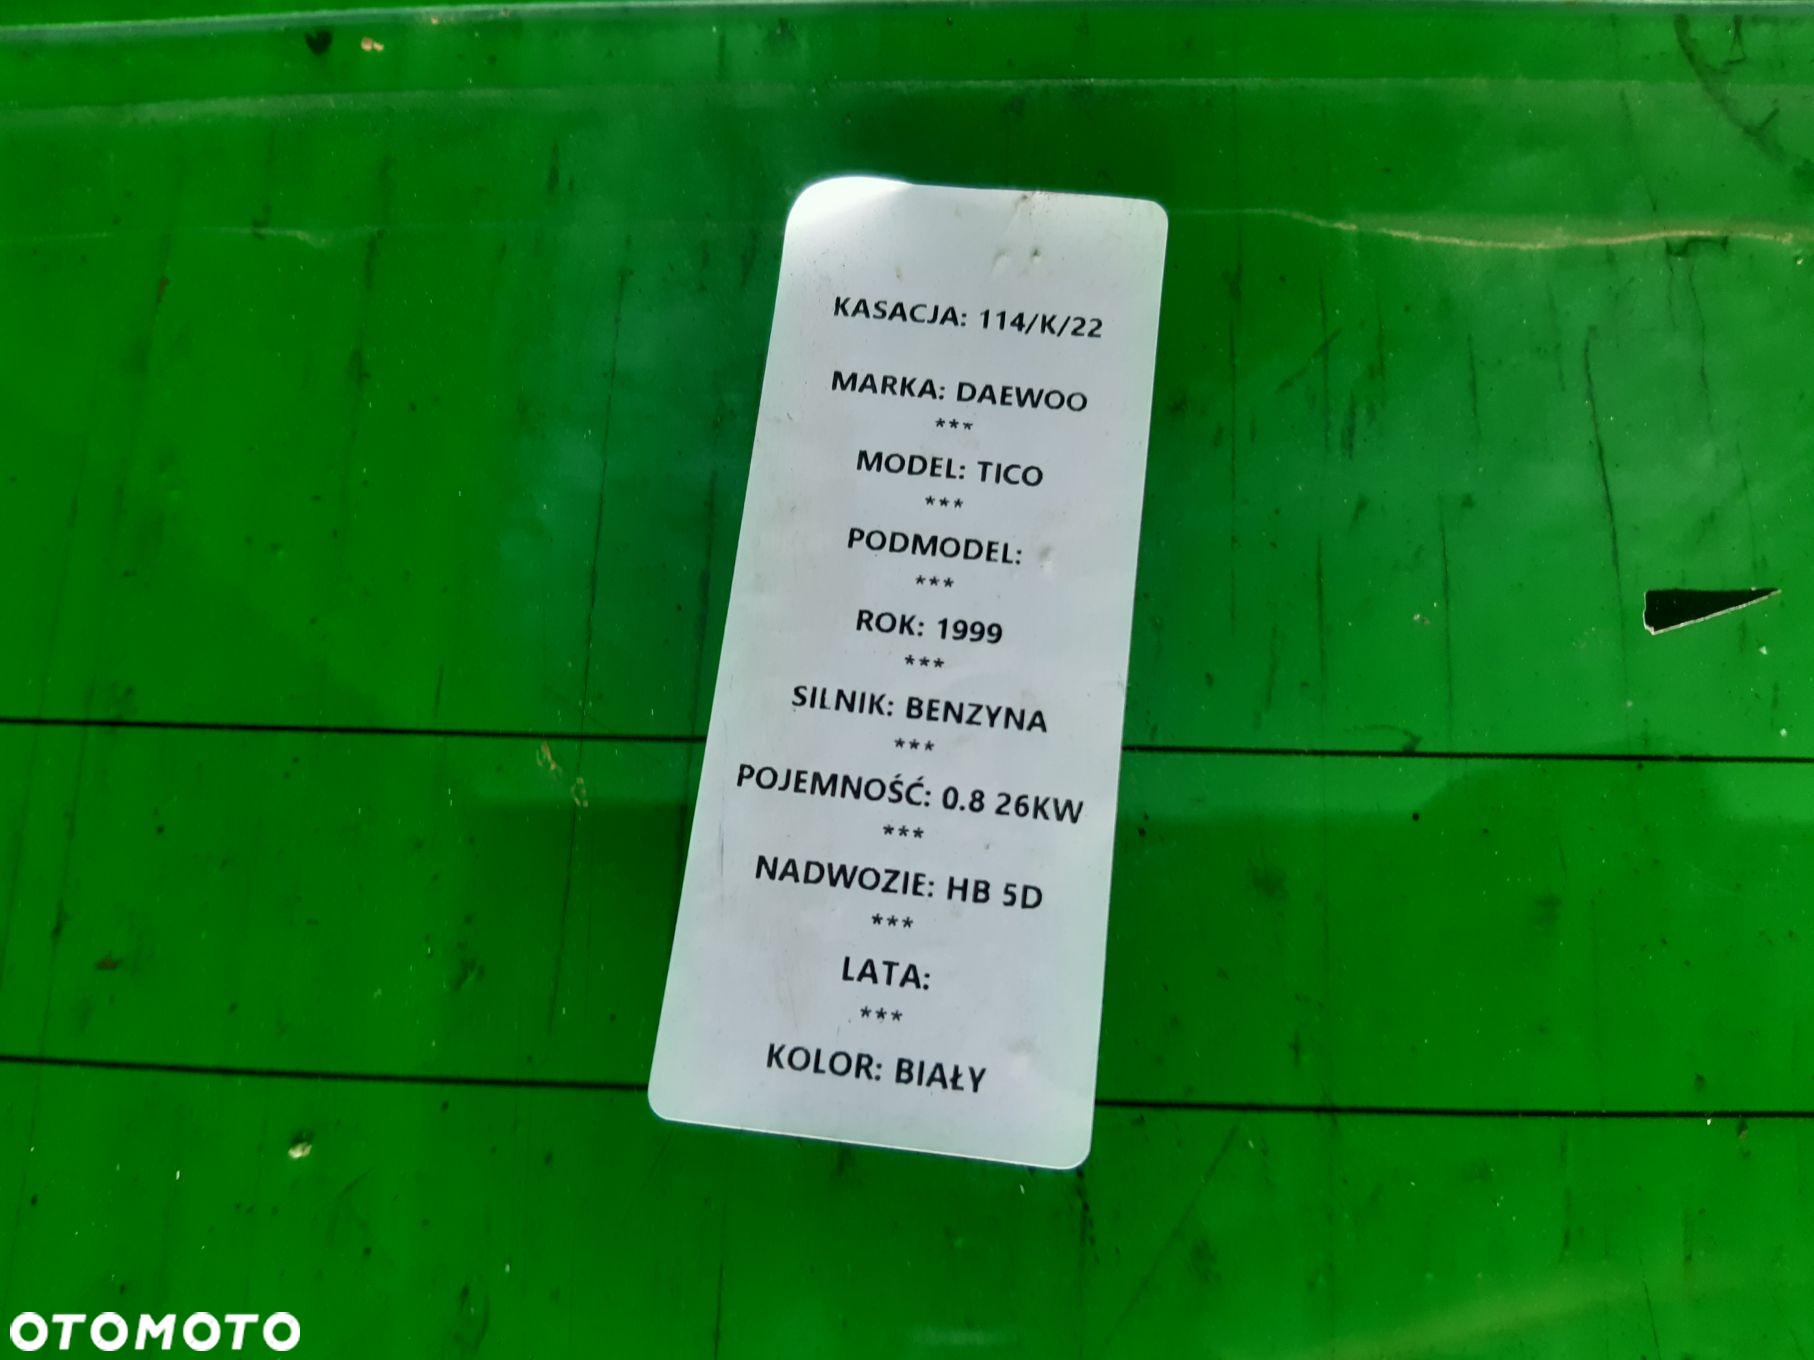 KASACJA: 114/K/22
MARKA: DAEWOO
***
MODEL: TICO
***
PODMODEL:
***
ROK: 1999
***
SILNIK: BENZYNA
***
POJEMNOŚĆ: 0.8 26KW
***
NADWOZIE: HB 5D
***
LATA:
***
KOLOR: BIAŁY
OTOMOTO